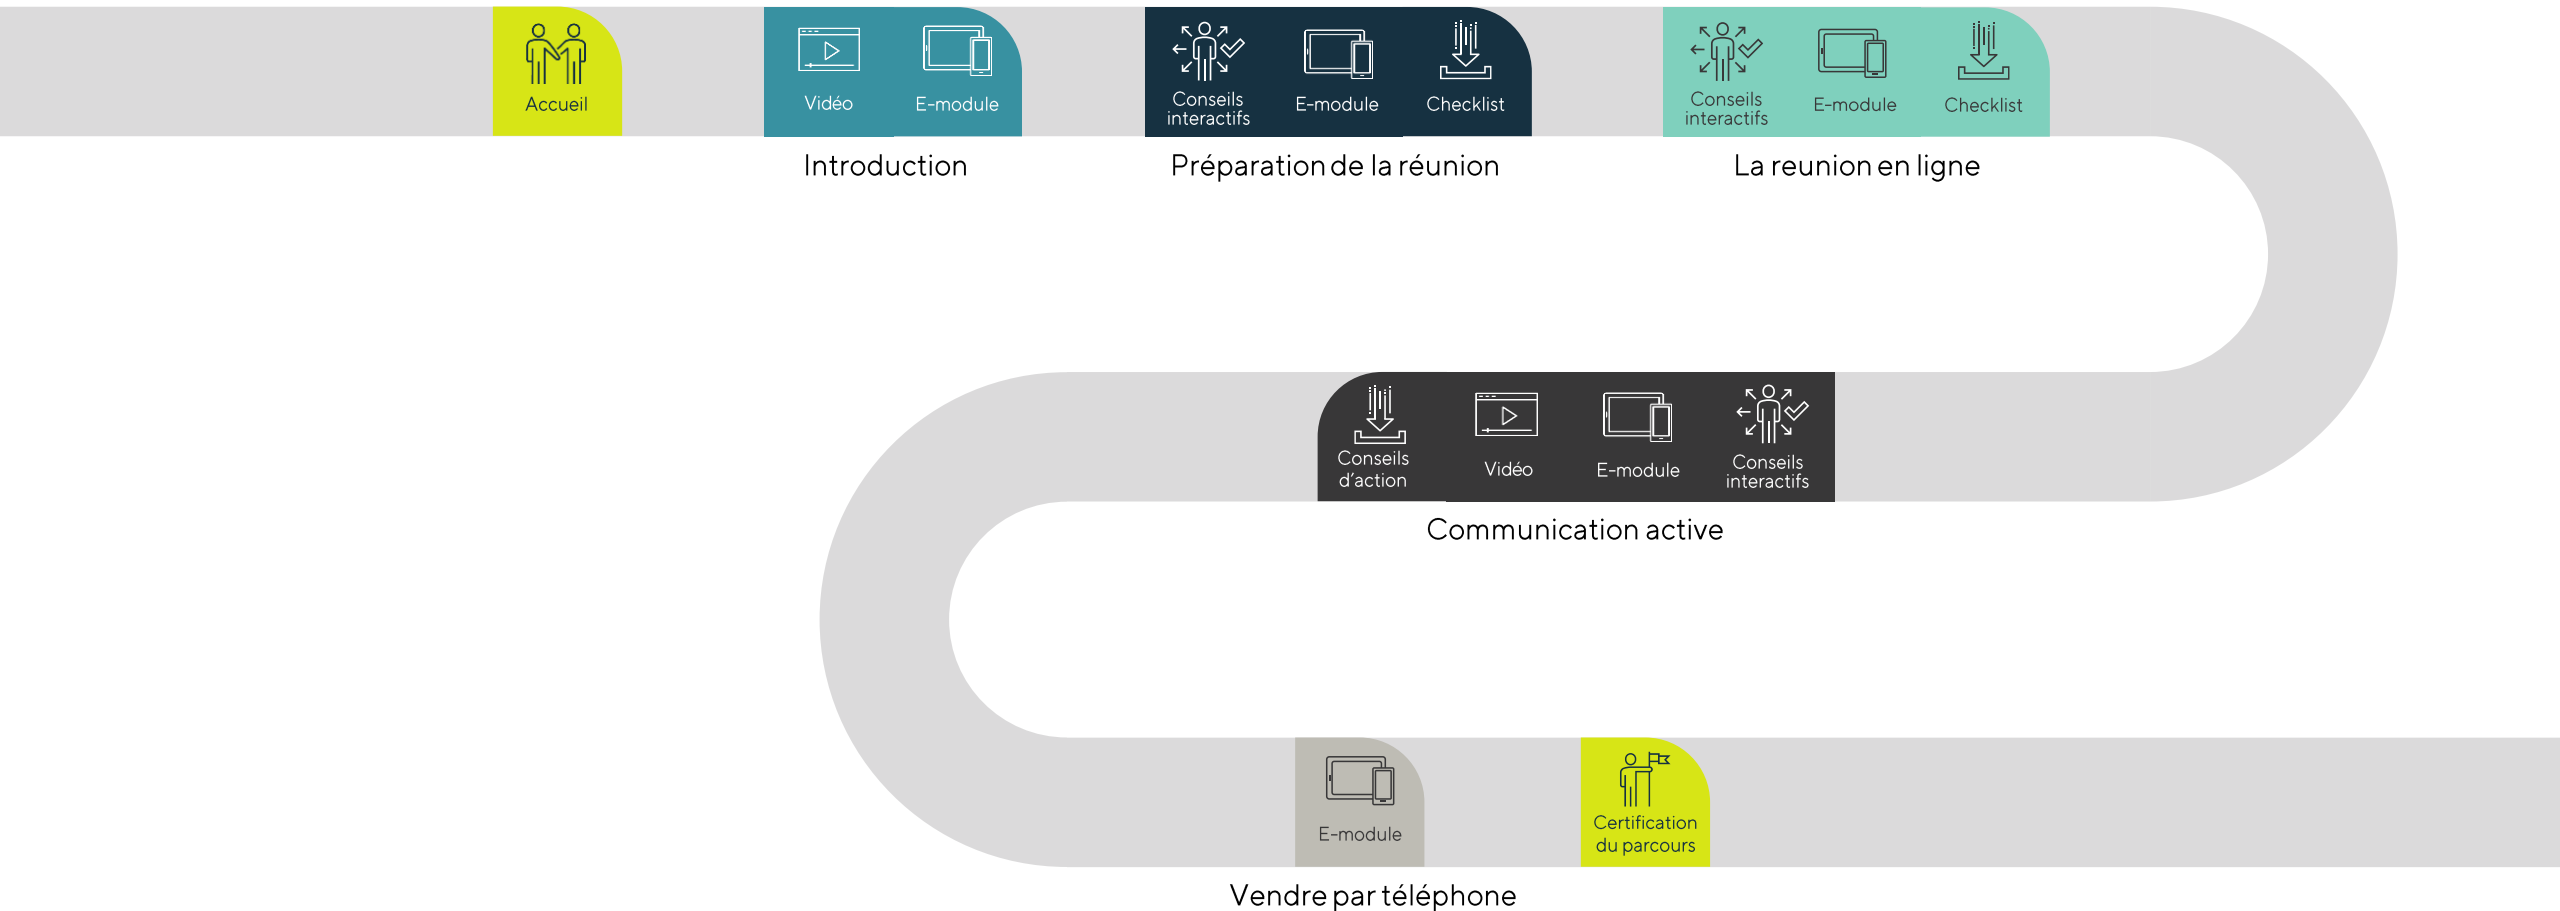 Accueil
Vidéo
E-module
Introduction
Conseils
interactifs
E-module
Checklist
Préparation de la réunion
Conseils
interactifs
E-module
Checklist
La reunion en ligne
Conseils
d'action
Vidéo
E-module
Conseils
interactifs
Communication active
E-module
Vendre par téléphone
Certification
du parcours